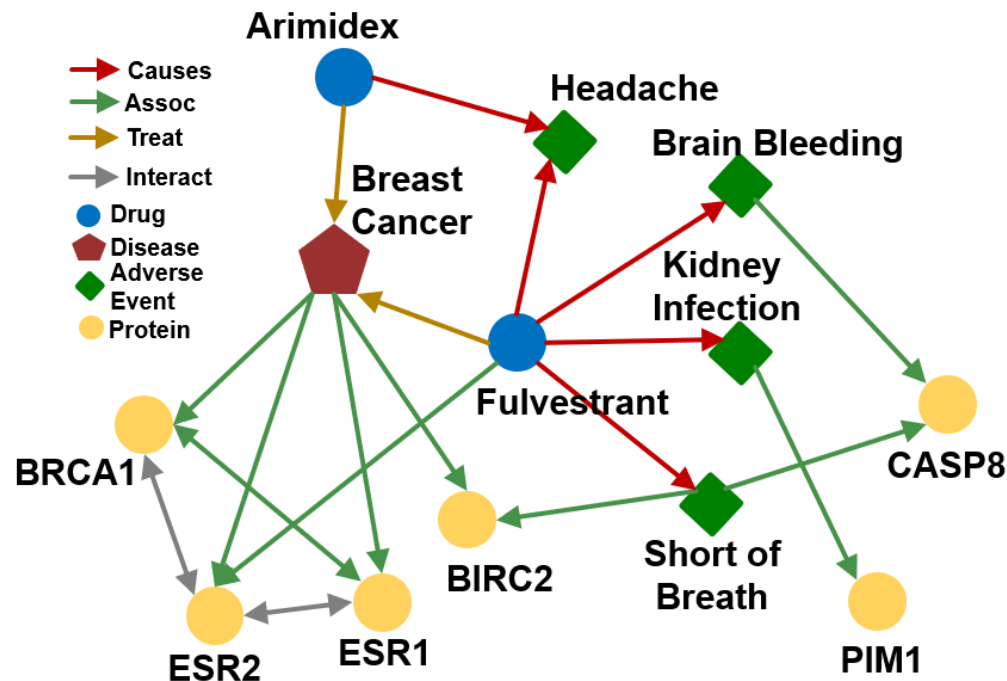 Arimidex
Causes
Assoc
Treat
Interact
Drug
Disease
Adverse
Event
Protein
Headache
Brain Bleeding
Breast
Cancer
Kidney
Infection
Fulvestrant
BRCA1
CASP8
BIRC2
Short of
Breath
ESR2
ESR1
PIM1